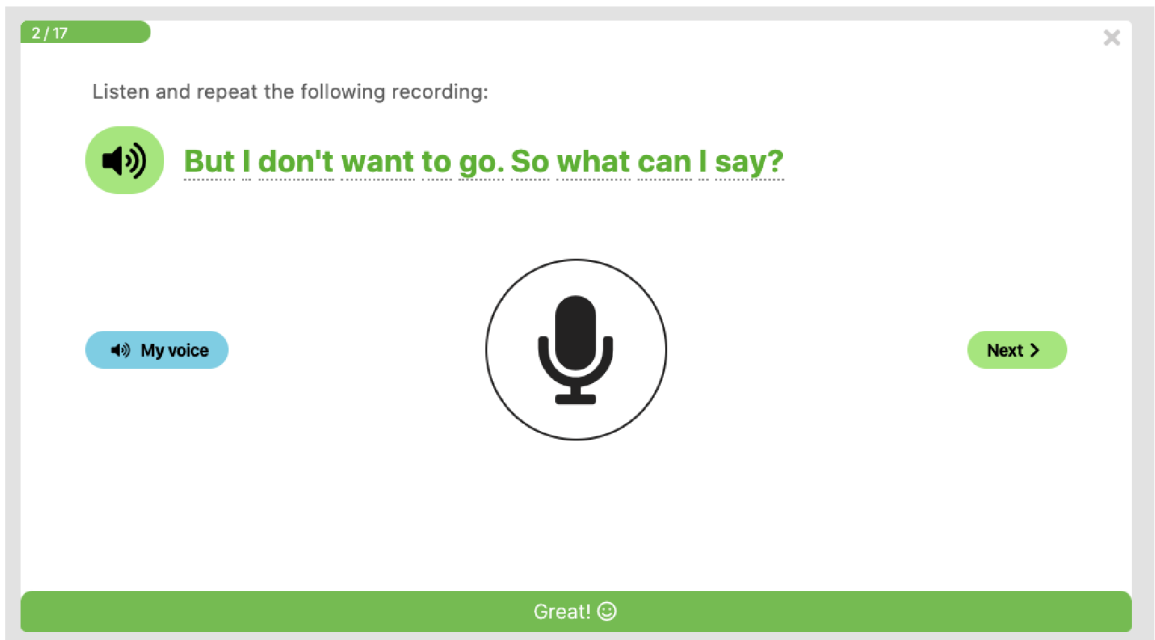 2 / 17
Listen and repeat the following recording:
But I don't want to go. So what can I say?
My voice
Next
Great!